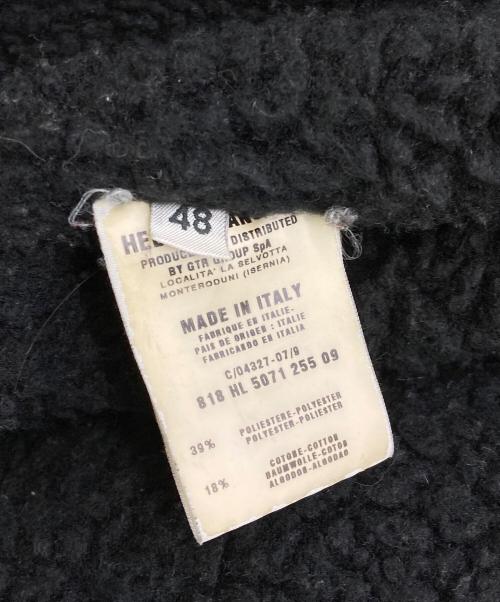 48
PRODUCED DISTRIBUTED
BY GTR GROUP SpA
LOCALITA' LA SELVOTTA
MONTERODUNI (ISERNIA)
MADE IN ITALY
FABRIQUE EN ITALIE-
PAIS DE ORIGEN : ITALIE
FABRICANDO EN ITALIA
C/04327-07/9
818 HL 5071 255 09
39% POLIESTERE-POLYESTER
POLYESTER-POLIESTER
18% COTONE-COTTON
BAUMWOLLE-COTON
ALGODON-ALGODAO